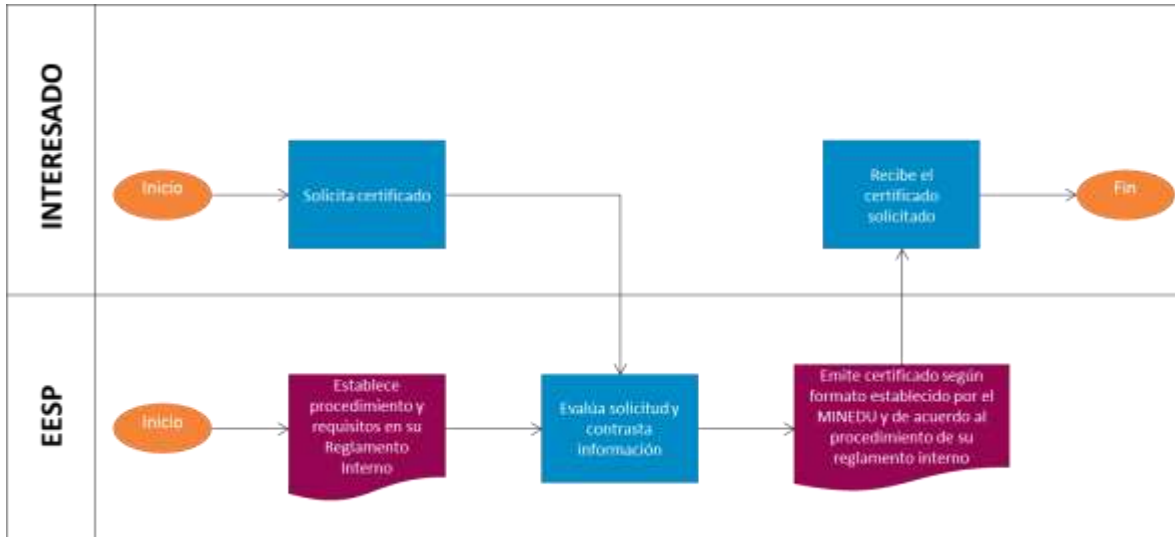 INTERESADO
Inicio
Solicita certificado
Recibe el
certificado
solicitado
Fin
EESP
Inicio
Establece
procedimiento y
requisitos en su
Reglamento
Interno
Evalúa solicitud y
contrasta
información
Emite certificado según
formato establecido por el
MINEDU y de acuerdo al
procedimiento de su
reglamento interno